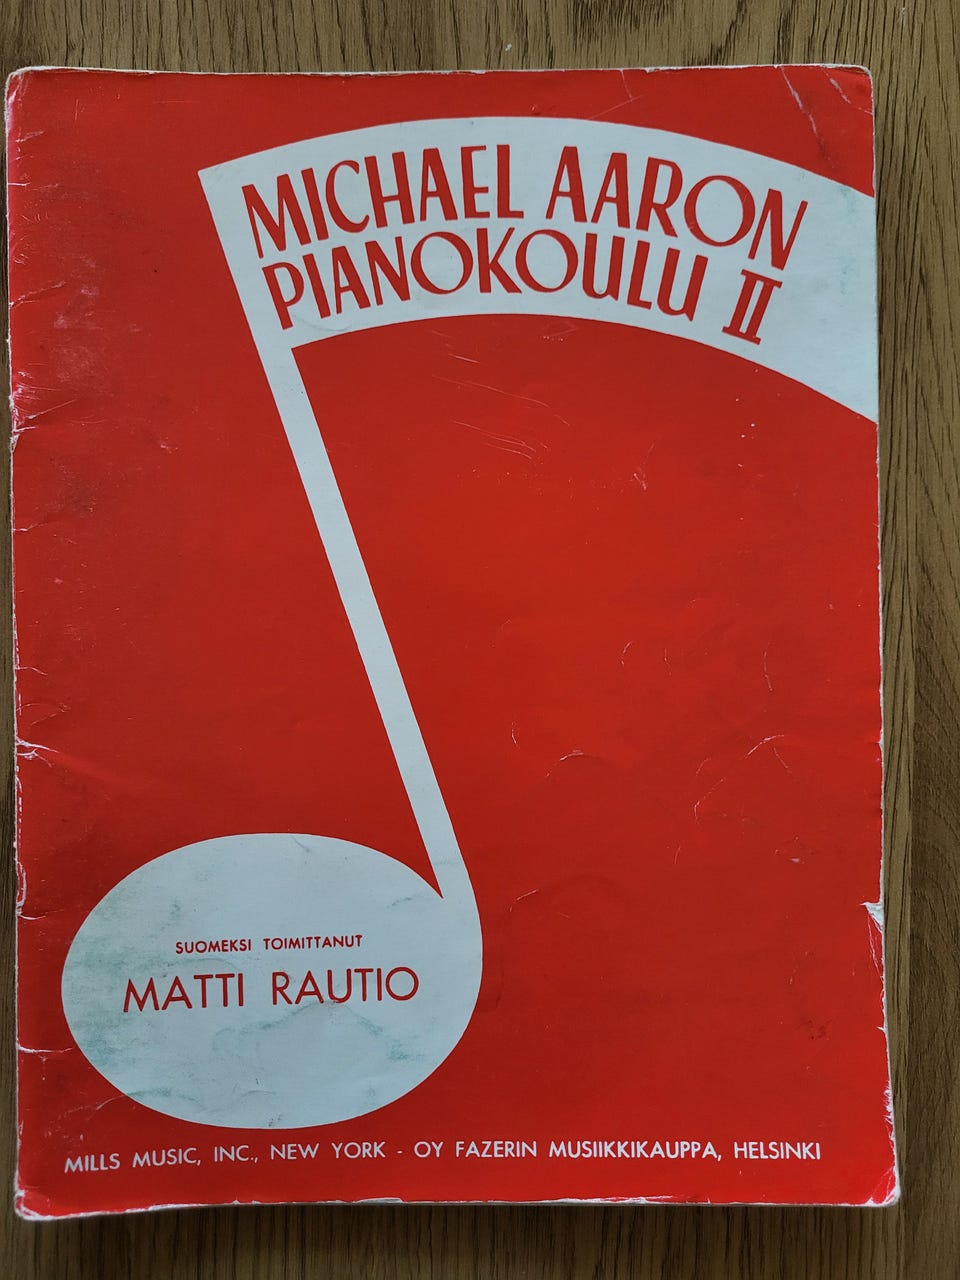 MICHAEL AARON
PIANOKOULU II
SUOMEKSI TOIMITTANUT
MATTI RAUTIO
MILLS MUSIC, INC., NEW YORK - OY FAZERIN MUSIIKKIKAUPPA, HELSINKI